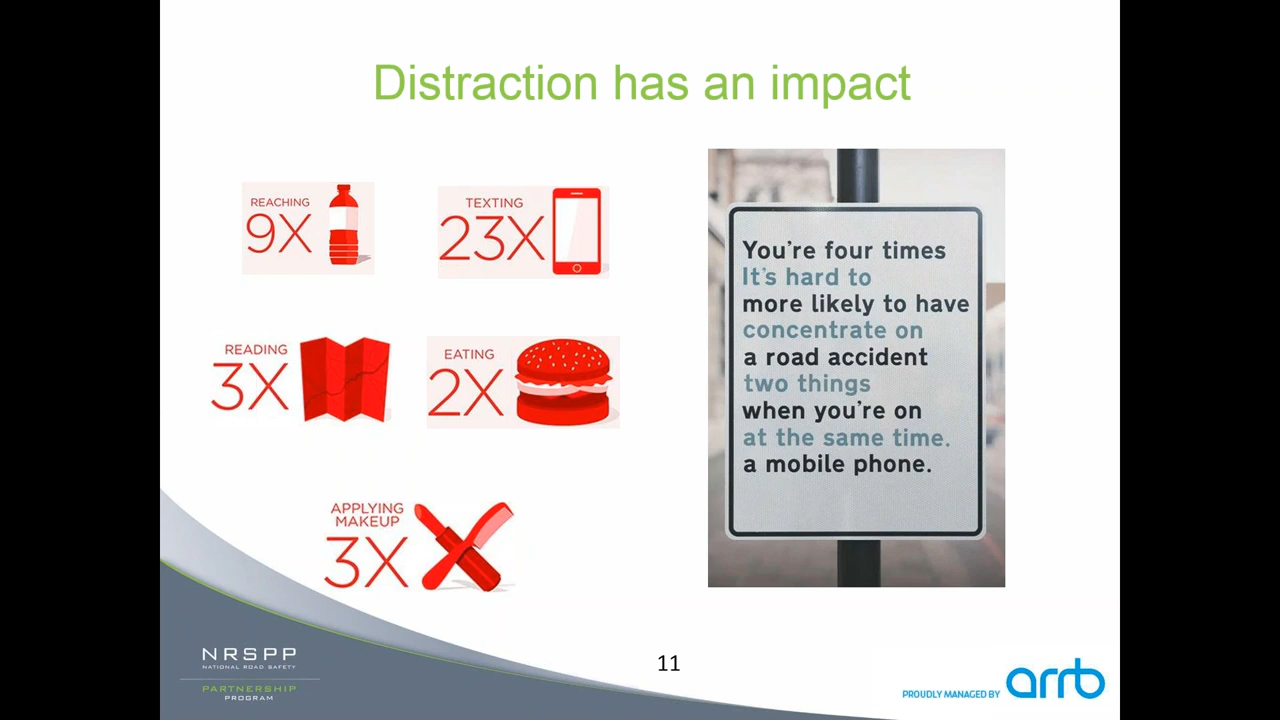 Distraction has an impact
REACHING
9X
TEXTING
23X
READING
3X
EATING
2X
APPLYING
MAKEUP
3X
You're four times
It's hard to
more likely to have
concentrate on
a road accident
two things
when you're on
at the same time.
a mobile phone.
NRSPP
NATIONAL ROAD SAFETY
PARTNERSHIP
PROGRAM
11
PROUDLY MANAGED BY
arrb